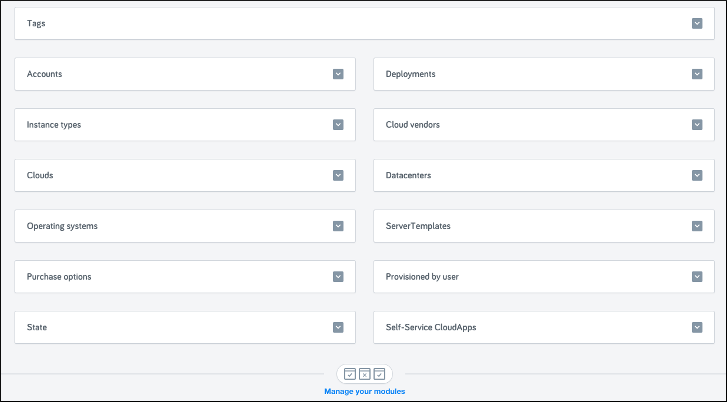 Tags
Accounts
Deployments
Instance types
Cloud vendors
Clouds
Datacenters
Operating systems
ServerTemplates
Purchase options
Provisioned by user
State
Self-Service CloudApps
Manage your modules